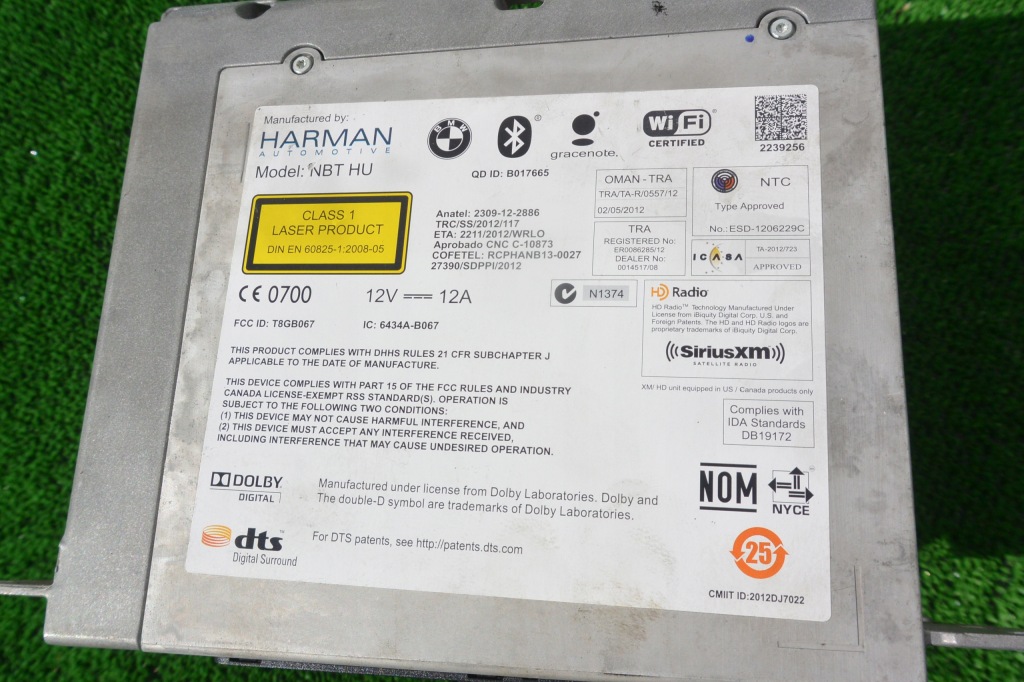 Manufactured by:
HARMAN
AUTOMOTIVE
Model: NBT HU
BMW
®
gracenote.
Wi Fi
CERTIFIED
2239256
QD ID: B017665
CLASS 1
LASER PRODUCT
DIN EN 60825-1:2008-05
Anatel: 2309-12-2886
TRC/SS/2012/117
ETA: 2211/2012/WRLO
Aprobado CNC C-10873
COFETEL: RCPHANB13-0027
27390/SDPPI/2012
OMAN - TRA
TRA/TA-R/0557/12
02/05/2012
NTC
Type Approved
No.: ESD-1206229C
TRA
REGISTERED No:
ER0086285/12
DEALER No:
0014517/08
ICASA
TA-2012/723
APPROVED
CE 0700
12V 12A
N1374
FCC ID: T8GB067
IC: 6434A-B067
HD Radio
HD Radio™ Technology Manufactured Under
License from iBiquity Digital Corp. U.S. and
Foreign Patents. The HD and HD Radio logos are
proprietary trademarks of iBiquity Digital Corp.
SiriusXM
SATELLITE RADIO
XM/ HD unit equipped in US / Canada products only
THIS PRODUCT COMPLIES WITH DHHS RULES 21 CFR SUBCHAPTER J
APPLICABLE TO THE DATE OF MANUFACTURE.
THIS DEVICE COMPLIES WITH PART 15 OF THE FCC RULES AND INDUSTRY
CANADA LICENSE-EXEMPT RSS STANDARD(S). OPERATION IS
SUBJECT TO THE FOLLOWING TWO CONDITIONS:
(1) THIS DEVICE MAY NOT CAUSE HARMFUL INTERFERENCE, AND
(2) THIS DEVICE MUST ACCEPT ANY INTERFERENCE RECEIVED,
INCLUDING INTERFERENCE THAT MAY CAUSE UNDESIRED OPERATION.
Complies with
IDA Standards
DB19172
DOLBY
DIGITAL
Manufactured under license from Dolby Laboratories. Dolby and
The double-D symbol are trademarks of Dolby Laboratories.
NOM
NYCE
dts
Digital Surround
For DTS patents, see http://patents.dts.com
25
CMIIT ID:2012DJ7022